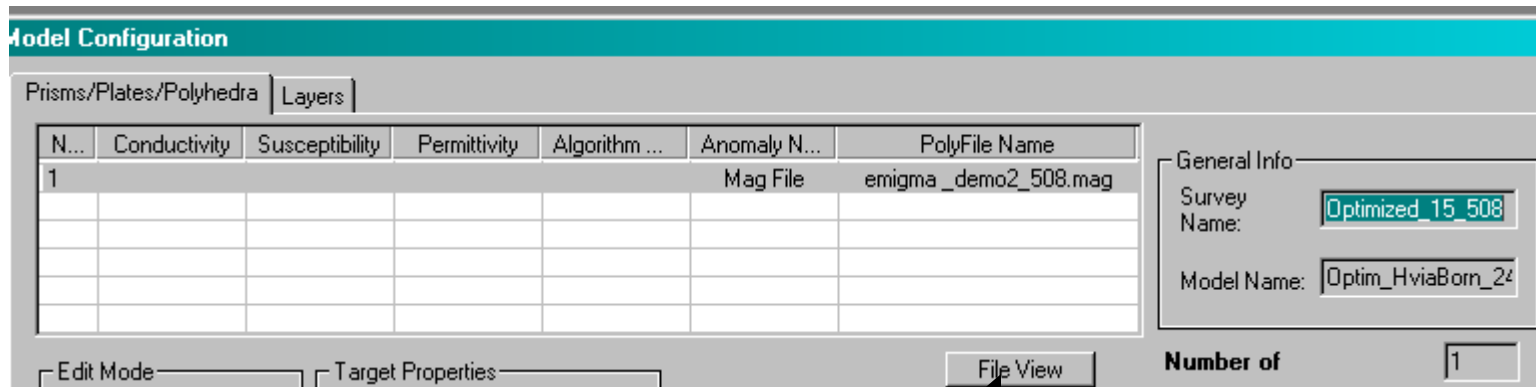 Model Configuration
Prisms/Plates/Polyhedra Layers
N... Conductivity Susceptibility Permittivity Algorithm ... Anomaly N... PolyFile Name
1 Mag File emigma _demo2_508.mag
General Info
Survey
Name: Optimized_15_508
Model Name: Optim_HviaBorn_24
Edit Mode Target Properties File View Number of 1